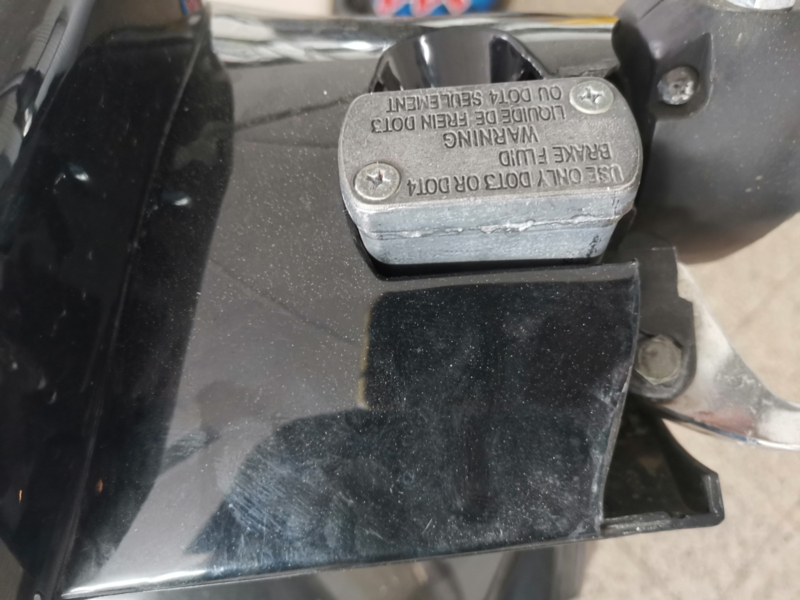 USE ONLY DOT3 OR DOT4
BRAKE FLUID
WARNING
LIQUIDE DE FREIN DOT3
OU DOT4 SEULEMENT